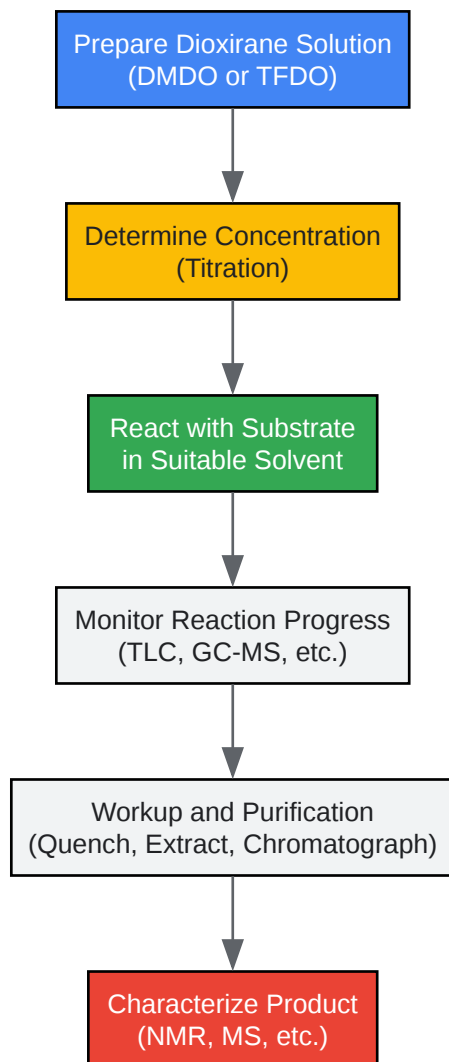 Prepare Dioxirane Solution
(DMDO or TFDO)
Determine Concentration
(Titration)
React with Substrate
in Suitable Solvent
Monitor Reaction Progress
(TLC, GC-MS, etc.)
Workup and Purification
(Quench, Extract, Chromatograph)
Characterize Product
(NMR, MS, etc.)